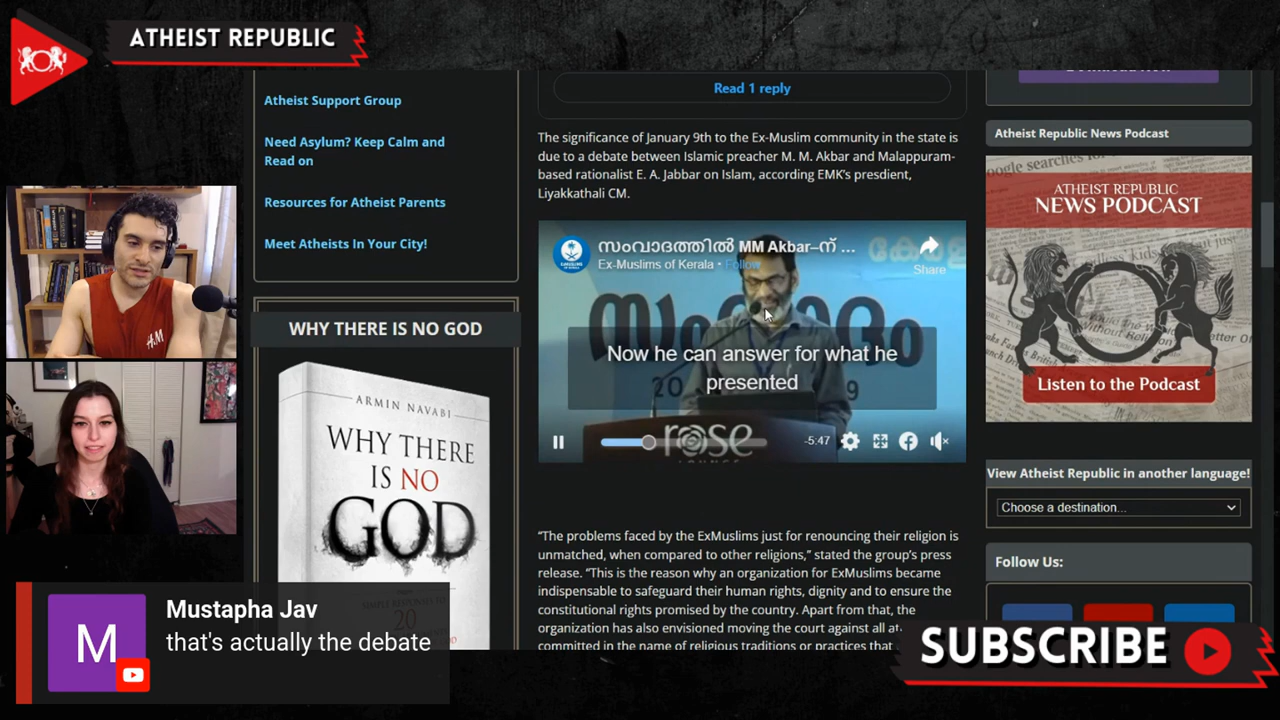 ATHEIST REPUBLIC
Atheist Support Group
Need Asylum? Keep Calm and
Read on
Resources for Atheist Parents
Meet Atheists In Your City!
WHY THERE IS NO GOD
ARMIN NAVABI
WHY THERE
IS NO
GOD
20
Read 1 reply
The significance of January 9th to the Ex-Muslim community in the state is
due to a debate between Islamic preacher M. M. Akbar and Malappuram-
based rationalist E. A. Jabbar on Islam, according EMK's presdient,
Liyakkathali CM.
സംവാദത്തിൽ MM Akbar–ന് ...
Ex-Muslims of Kerala • Follow
Share
Now he can answer for what he
presented
rose
-5:47
"The problems faced by the ExMuslims just for renouncing their religion is
unmatched, when compared to other religions," stated the group's press
release. "This is the reason why an organization for ExMuslims became
indispensable to safeguard their human rights, dignity and to ensure the
constitutional rights promised by the country. Apart from that, the
organization has also envisioned moving the court against all
committed in the name of religious traditions or practices that
Atheist Republic News Podcast
ATHEIST REPUBLIC
NEWS PODCAST
Listen to the Podcast
View Atheist Republic in another language!
Choose a destination...
Follow Us:
H&M
Mustapha Jav
that's actually the debate
M
SUBSCRIBE